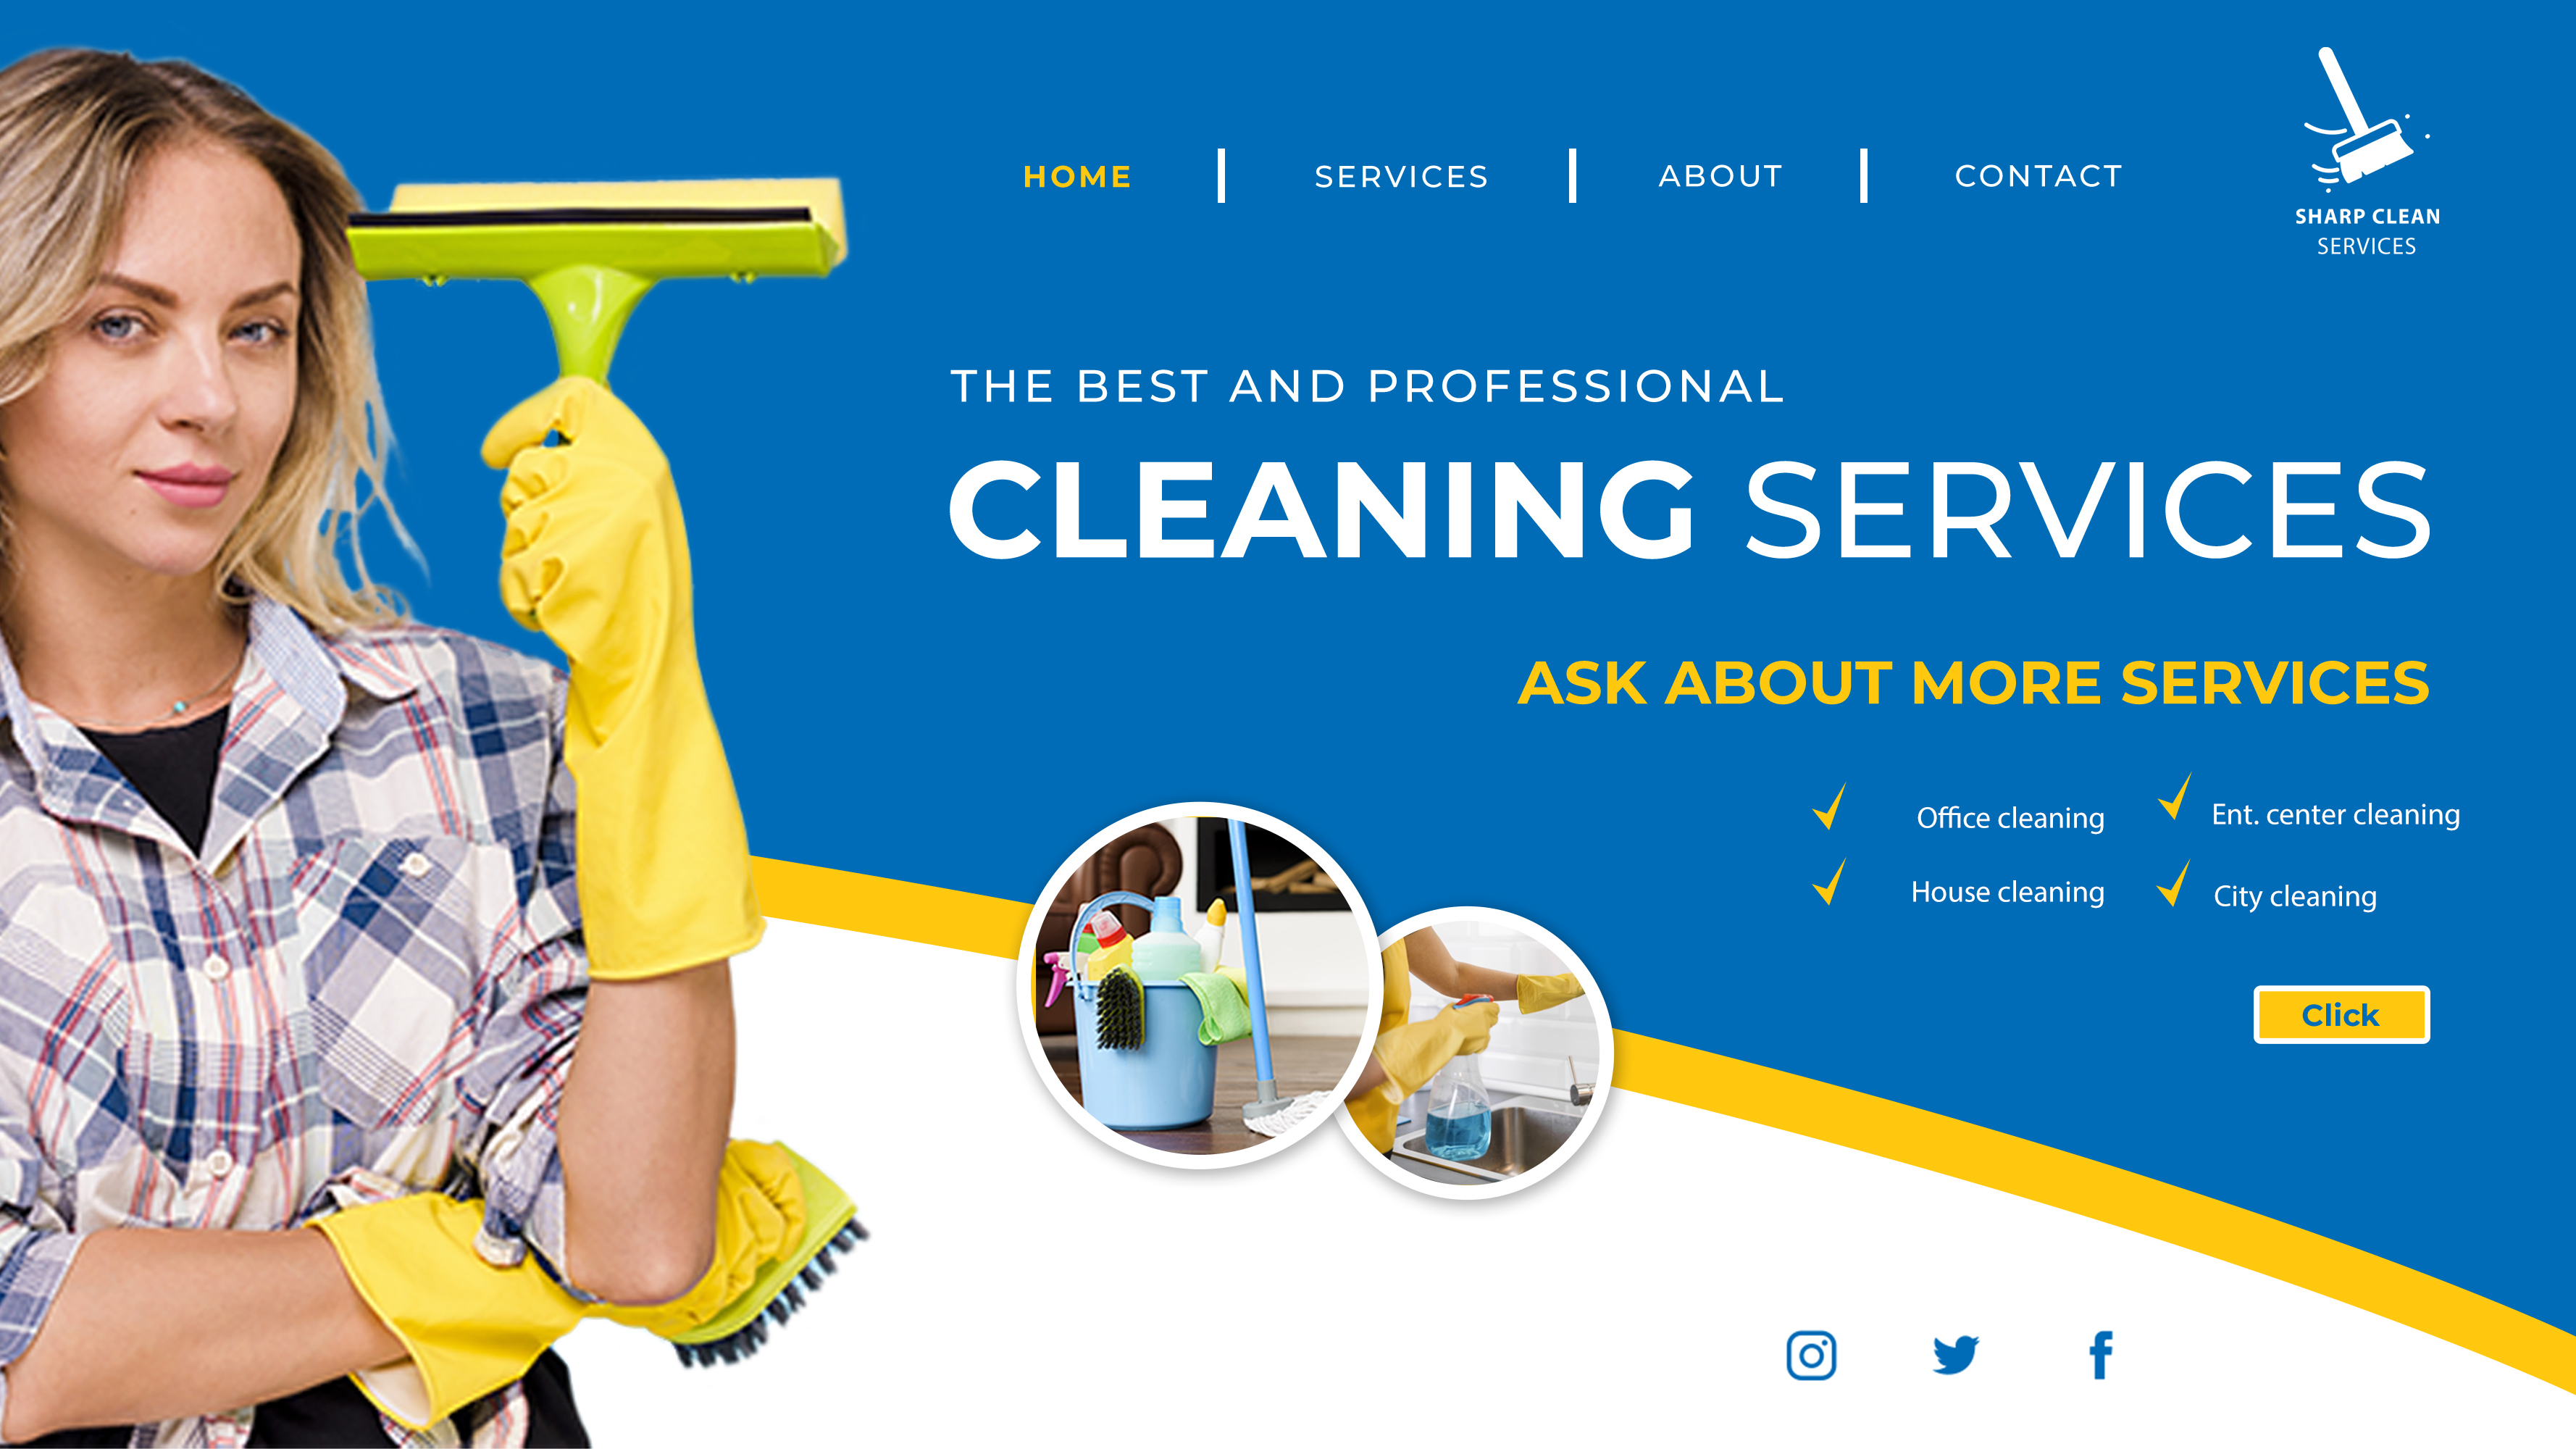 HOME
SERVICES
ABOUT
CONTACT
SHARP CLEAN
SERVICES
THE BEST AND PROFESSIONAL
CLEANING SERVICES
ASK ABOUT MORE SERVICES
Office cleaning
Ent. center cleaning
House cleaning
City cleaning
Click